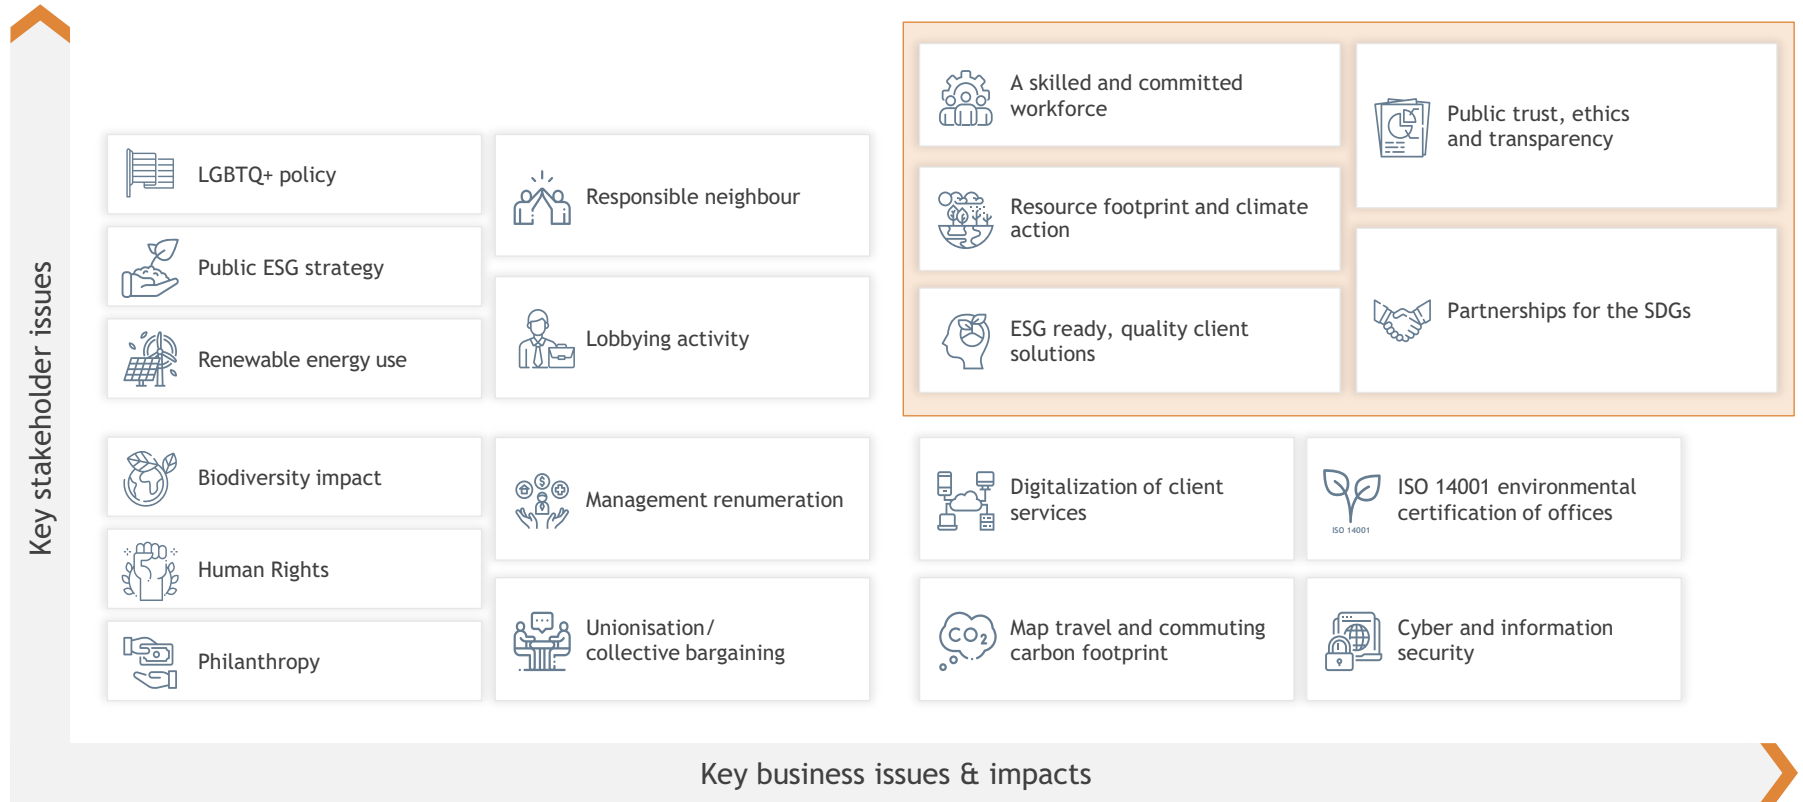 Key stakeholder issues
LGBTQ+ policy
Public ESG strategy
Renewable energy use
Responsible neighbour
Lobbying activity
A skilled and committed
workforce
Resource footprint and climate
action
ESG ready, quality client
solutions
Public trust, ethics
and transparency
Partnerships for the SDGs
Biodiversity impact
Human Rights
Philanthropy
Management renumeration
Unionisation/
collective bargaining
Digitalization of client
services
ISO 14001
ISO 14001 environmental
certification of offices
CO2
Map travel and commuting
carbon footprint
Cyber and information
security
Key business issues & impacts